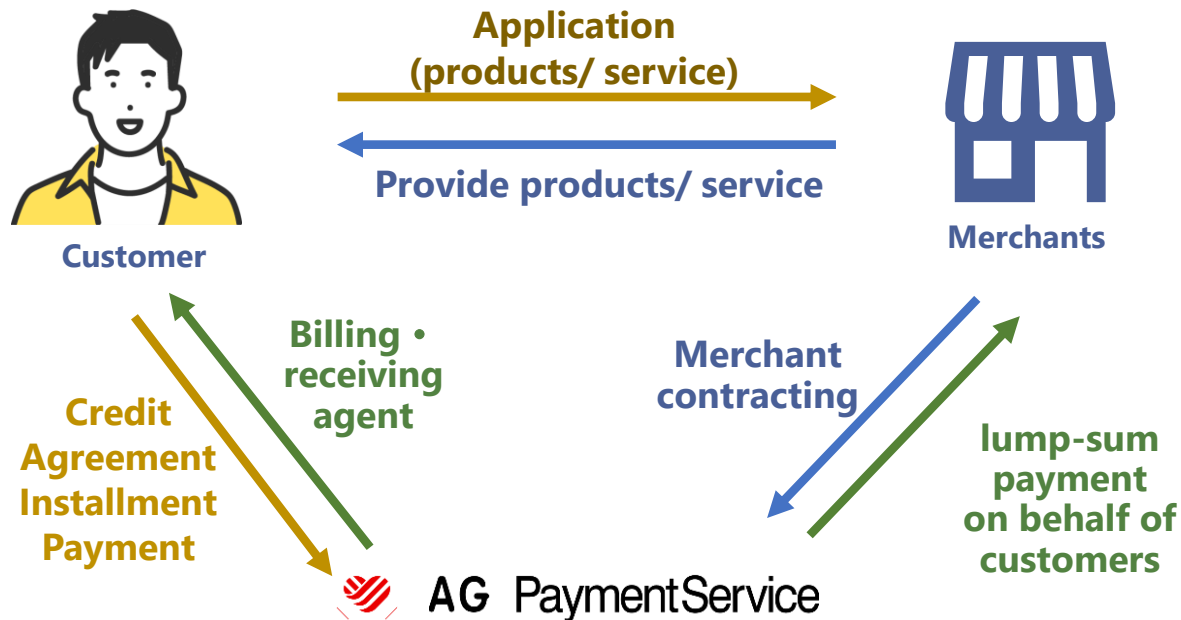 Application
(products/ service)
Provide products/ service
Customer
Merchants
Billing •
receiving
agent
Merchant
contracting
Credit
Agreement
Installment
Payment
lump-sum
payment
on behalf of
customers
AG PaymentService